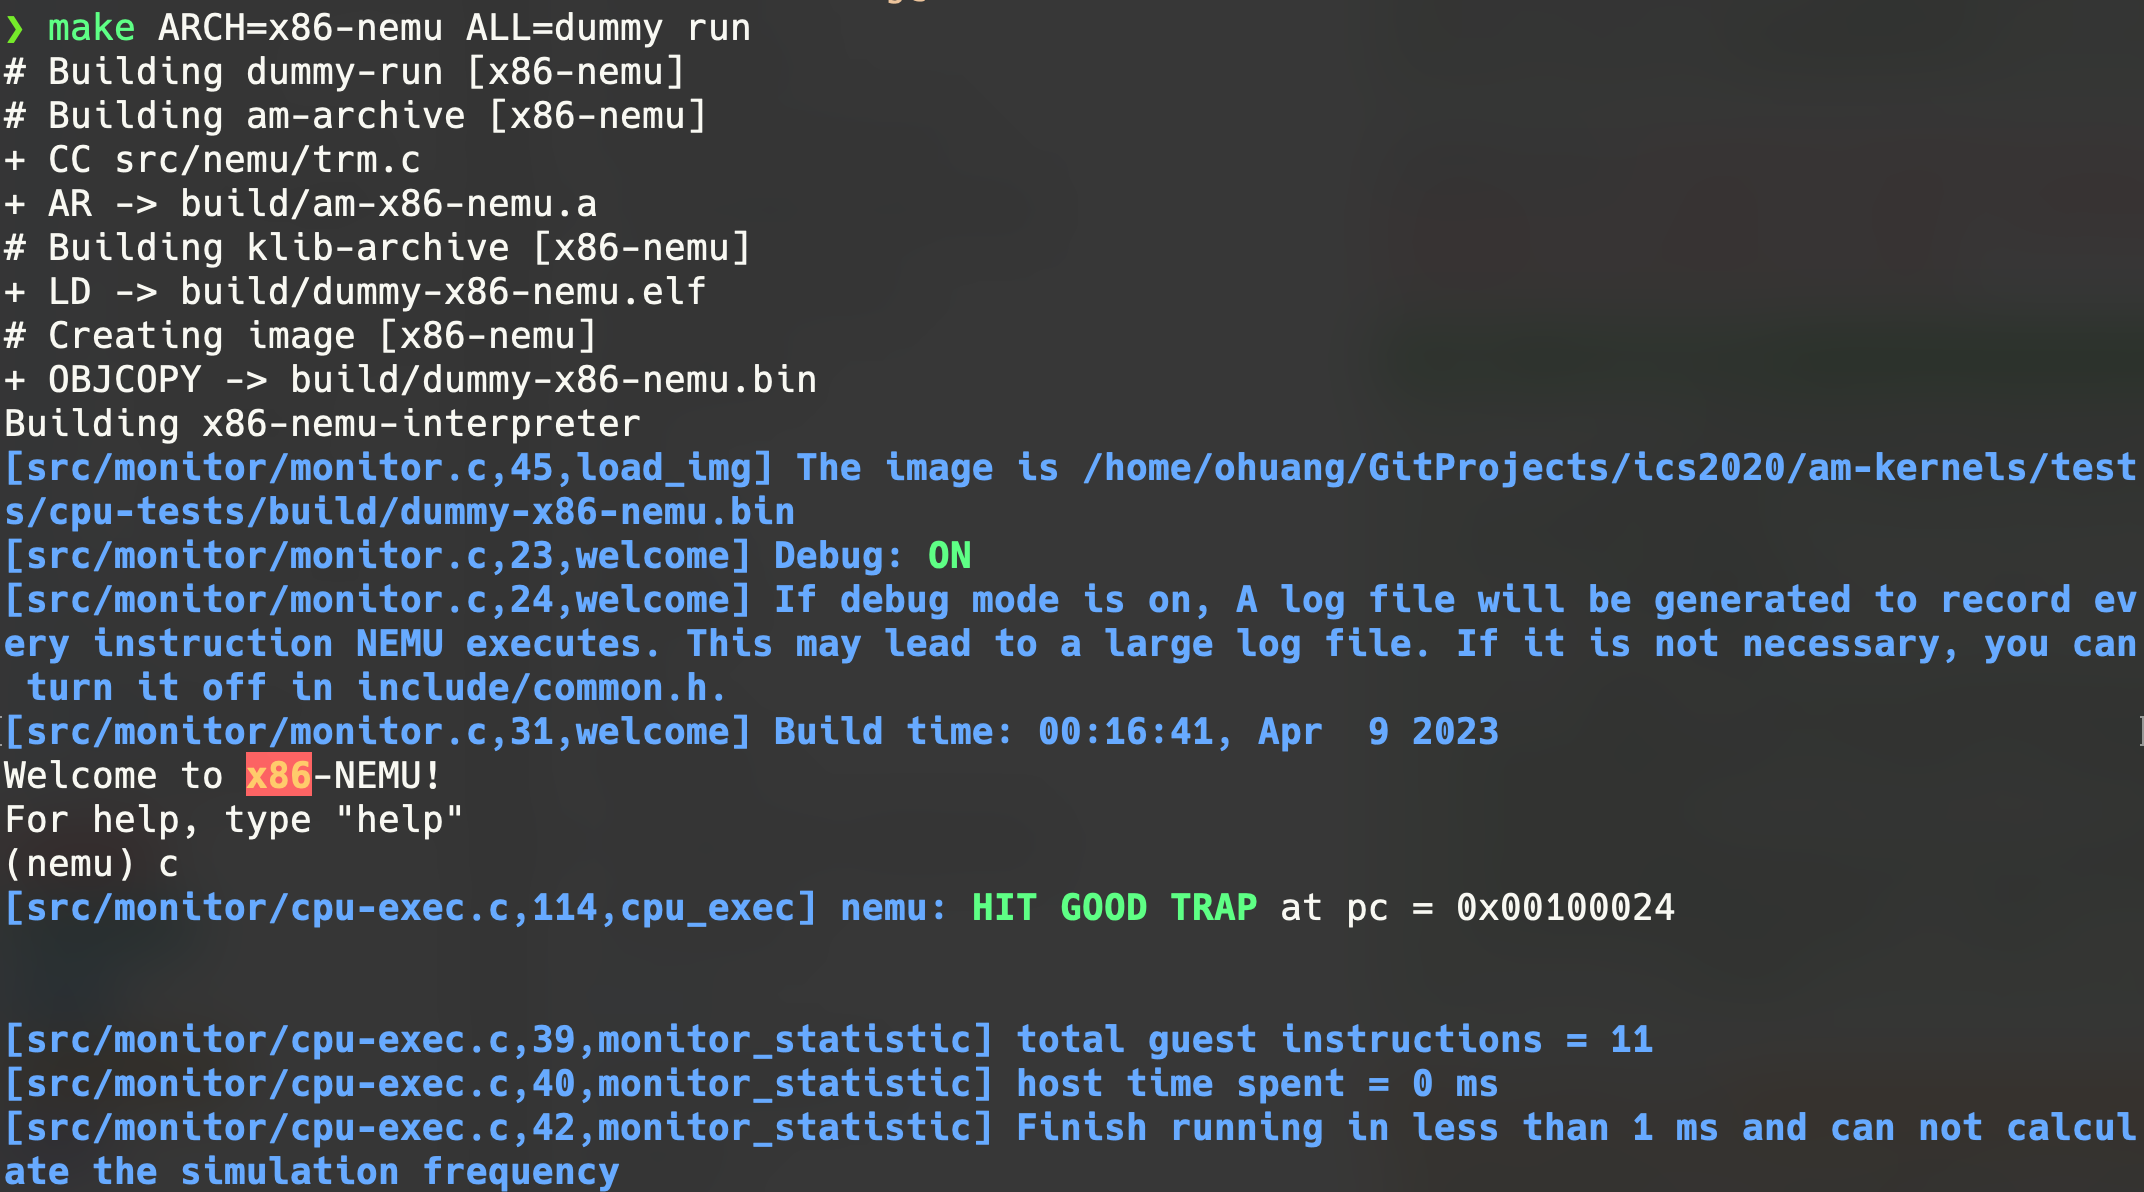 ❯ make ARCH=x86-nemu ALL=dummy run
# Building dummy-run [x86-nemu]
# Building am-archive [x86-nemu]
+ CC src/nemu/trm.c
+ AR -> build/am-x86-nemu.a
# Building klib-archive [x86-nemu]
+ LD -> build/dummy-x86-nemu.elf
# Creating image [x86-nemu]
+ OBJCOPY -> build/dummy-x86-nemu.bin
Building x86-nemu-interpreter
[src/monitor/monitor.c,45,load_img] The image is /home/ohuang/GitProjects/ics2020/am-kernels/test
s/cpu-tests/build/dummy-x86-nemu.bin
[src/monitor/monitor.c,23,welcome] Debug: ON
[src/monitor/monitor.c,24,welcome] If debug mode is on, A log file will be generated to record ev
ery instruction NEMU executes. This may lead to a large log file. If it is not necessary, you can
 turn it off in include/common.h.
[src/monitor/monitor.c,31,welcome] Build time: 00:16:41, Apr  9 2023
Welcome to x86-NEMU!
For help, type "help"
(nemu) c
[src/monitor/cpu-exec.c,114,cpu_exec] nemu: HIT GOOD TRAP at pc = 0x00100024
[src/monitor/cpu-exec.c,39,monitor_statistic] total guest instructions = 11
[src/monitor/cpu-exec.c,40,monitor_statistic] host time spent = 0 ms
[src/monitor/cpu-exec.c,42,monitor_statistic] Finish running in less than 1 ms and can not calcul
ate the simulation frequency